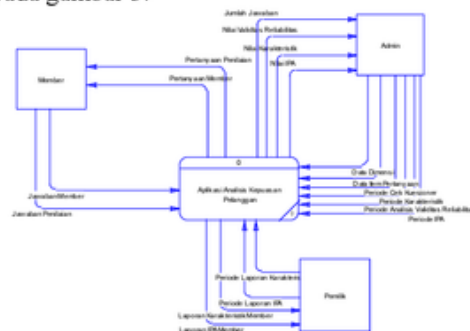 Jumlah Jawaban
Nilai Validitas Reliabilitas
Nilai Karakteristik
Nilai IPA
Admin
Pertanyaan Penilaian
Pertanyaan Member
Member
0
Aplikasi Analisis Kepuasan
Pelanggan
1
Data Dimensi
Data Item Pertanyaan
Periode Cek Kuesioner
Periode Karakteristik
Periode Analisis Validitas Reliabilitas
Periode IPA
Jawaban Member
Jawaban Penilaian
Periode Laporan Karakteristik
Periode Laporan IPA
Laporan Karakteristik Member
Laporan IPA Member
Pemilik